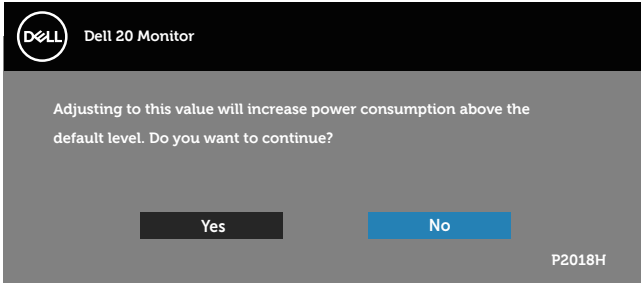 DELL
Dell 20 Monitor
Adjusting to this value will increase power consumption above the
default level. Do you want to continue?
Yes
No
P2018H